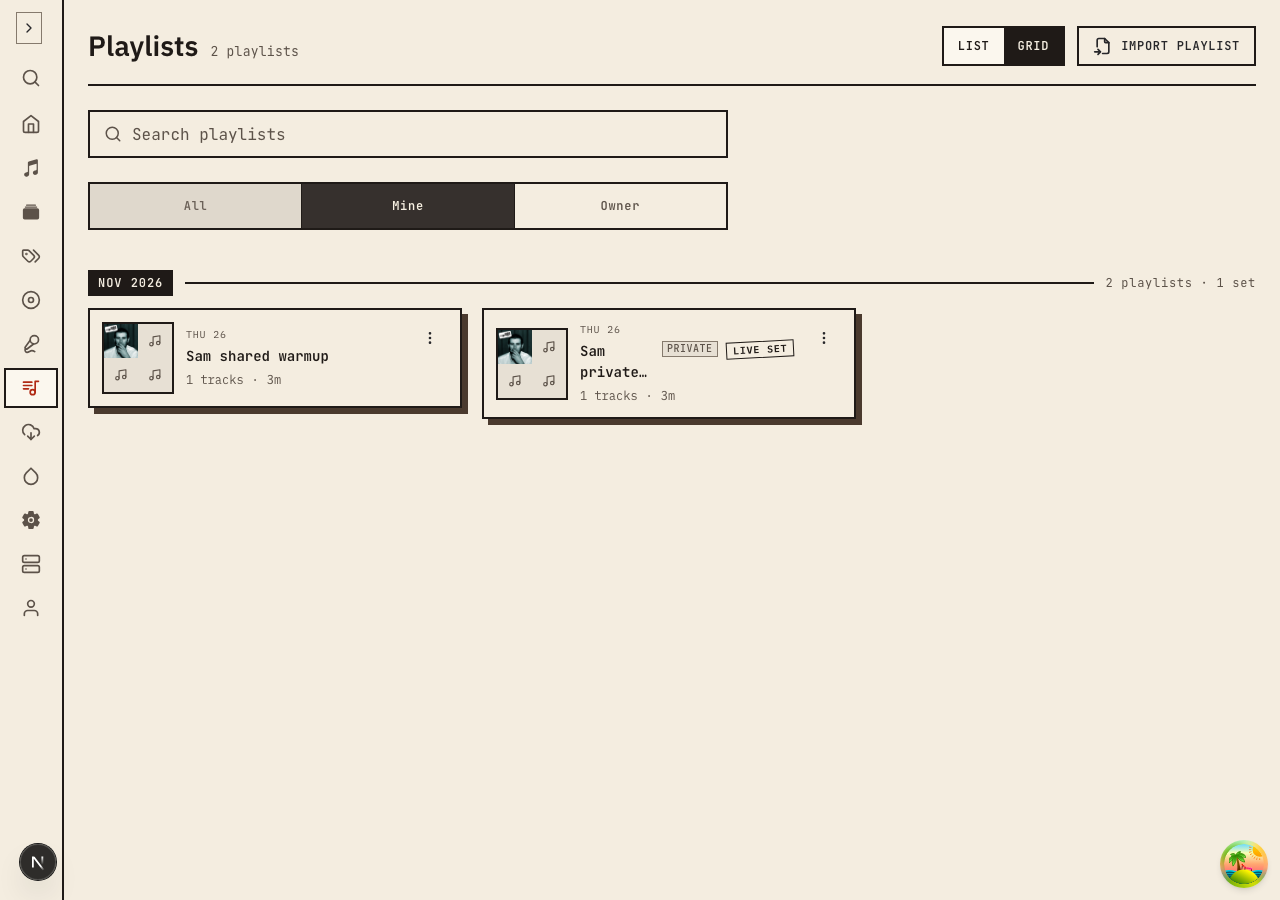 Playlists 2 playlists
LIST GRID IMPORT PLAYLIST
Search playlists
All Mine Owner
NOV 2026 2 playlists · 1 set
THU 26
Sam shared warmup
1 tracks · 3m
THU 26
Sam private… PRIVATE LIVE SET
1 tracks · 3m
N